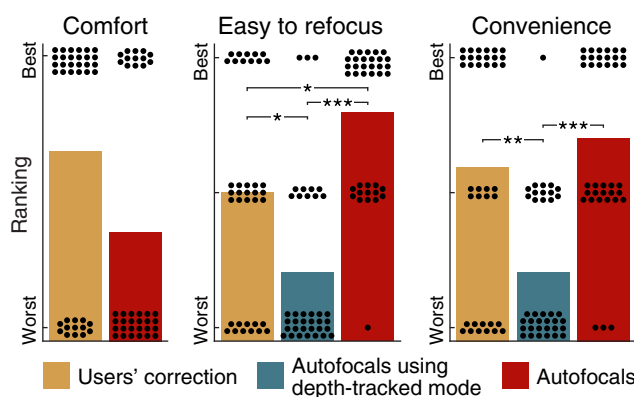 Comfort
Easy to refocus
Convenience
Ranking
Best
Worst
Best
Worst
Best
Worst
*
*
***
**
***
Users' correction
Autofocals using
depth-tracked mode
Autofocals